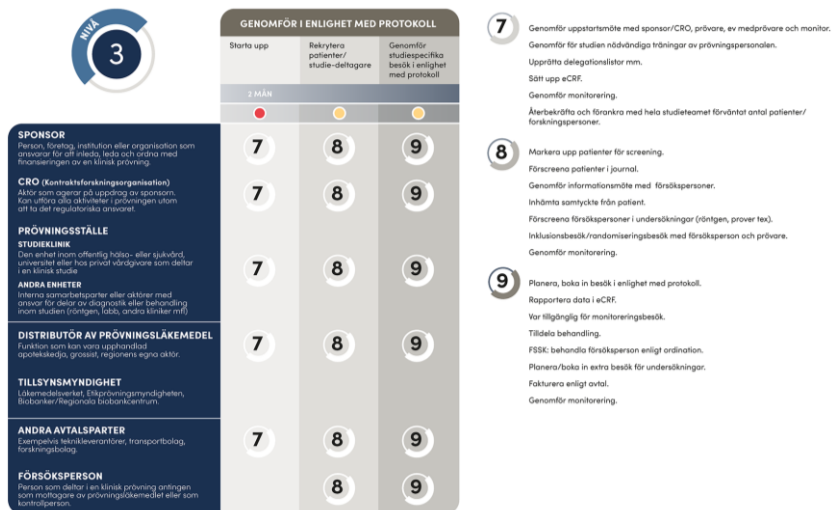 NIVÅ
3
GENOMFÖR I ENLIGHET MED PROTOKOLL
Starta upp
Rekrytera
patienter/
studie-deltagare
Genomför
studiespecifika
besök i enlighet
med protokoll
2 MÅN
SPONSOR
Person, företag, institution eller organisation som
ansvarar för att inleda, leda och ordna med
finansieringen av en klinisk prövning.
7
8
9
CRO (Kontraktsforskningsorganisation)
Aktör som agerar på uppdrag av sponsorn.
Kan utföra alla aktiviteter i prövningen utom
att ta det regulatoriska ansvaret.
7
8
9
PRÖVNINGSSTÄLLE
STUDIEKLINIK
Den enhet inom offentlig hälso- eller sjukvård,
universitet eller hos privat vårdgivare som deltar
i en klinisk studie
ANDRA ENHETER
Interna samarbetsparter eller aktörer med
ansvar för delar av diagnostik eller behandling
inom studien (röntgen, labb, andra kliniker mfl)
7
8
9
DISTRIBUTÖR AV PRÖVNINGSLÄKEMEDEL
Funktion som kan vara upphandlad
apotekskedja, grossist, regionens egna aktör.
7
8
9
TILLSYNSMYNDIGHET
Läkemedelsverket, Etikprövningsmyndigheten,
Biobanker/Regionala biobankcentrum.
ANDRA AVTALSPARTER
Exempelvis teknikleverantörer, transportbolag,
forskningsbolag.
7
8
9
FÖRSÖKSPERSON
Person som deltar i en klinisk prövning antingen
som mottagare av prövningsläkemedlet eller som
kontrollperson.
8
9
7
Genomför uppstartsmöte med sponsor/CRO, prövare, ev medprövare och monitor.
Genomför för studien nödvändiga träningar av prövningspersonalen.
Upprätta delegationslistor mm.
Sätt upp eCRF.
Genomför monitorering.
Återbekräfta och förankra med hela studieteamet förväntat antal patienter/
forskningspersoner.
8
Markera upp patienter för screening.
Förscreena patienter i journal.
Genomför informationsmöte med försökspersoner.
Inhämta samtyckte från patient.
Förscreena försökspersoner i undersökningar (röntgen, prover tex).
Inklusionsbesök/randomiseringsbesök med försöksperson och prövare.
Genomför monitorering.
9
Planera, boka in besök i enlighet med protokoll.
Rapportera data i eCRF.
Var tillgänglig för monitoreringsbesök.
Tilldela behandling.
FSSK: behandla försöksperson enligt ordination.
Planera/boka in extra besök för undersökningar.
Fakturera enligt avtal.
Genomför monitorering.